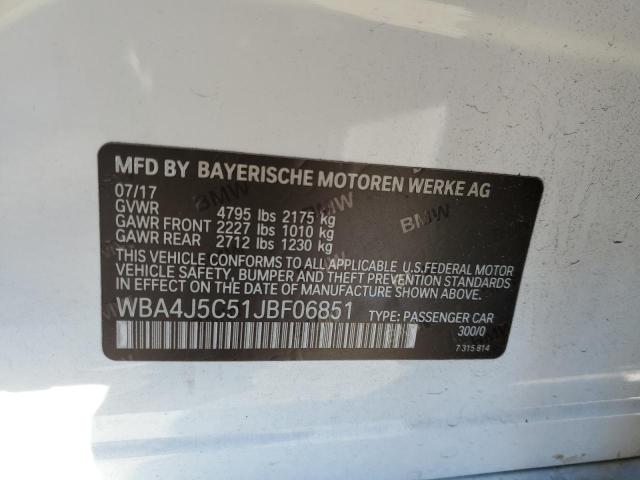 MFD BY BAYERISCHE MOTOREN WERKE AG
07/17
GVWR 4795 lbs 2175 kg
GAWR FRONT 2227 lbs 1010 kg
GAWR REAR 2712 lbs 1230 kg
THIS VEHICLE CONFORMS TO ALL APPLICABLE U.S.FEDERAL MOTOR
VEHICLE SAFETY, BUMPER AND THEFT PREVENTION STANDARDS
IN EFFECT ON THE DATE OF MANUFACTURE SHOWN ABOVE.
WBA4J5C51JBF06851 TYPE: PASSENGER CAR
300/0
7 315 814